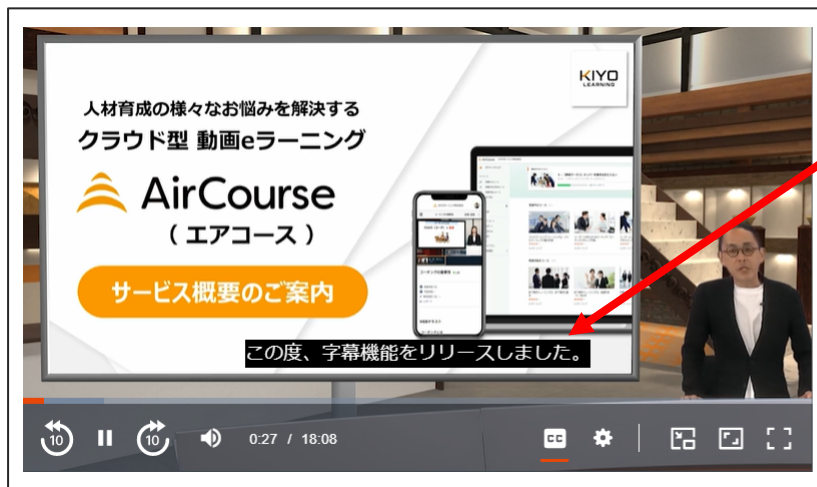 KIYO
LEARNING
人材育成の様々なお悩みを解決する
クラウド型 動画eラーニング
AirCourse
（ エアコース ）
サービス概要のご案内
この度、字幕機能をリリースしました。
10
10
0:27 / 18:08
CC